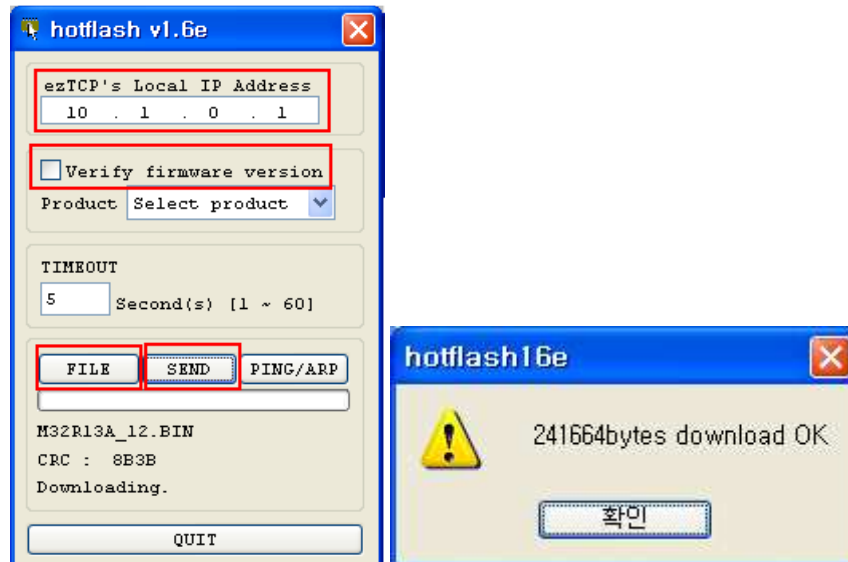 hotflash v1.6e
ezTCP's Local IP Address
10 . 1 . 0 . 1
Verify firmware version
Product Select product
TIMEOUT
5 Second(s) [1 ~ 60]
FILE SEND PING/ARP
M32R13A_12.BIN
CRC : 8B3B
Downloading.
QUIT
hotflash16e
241664bytes download OK
확인